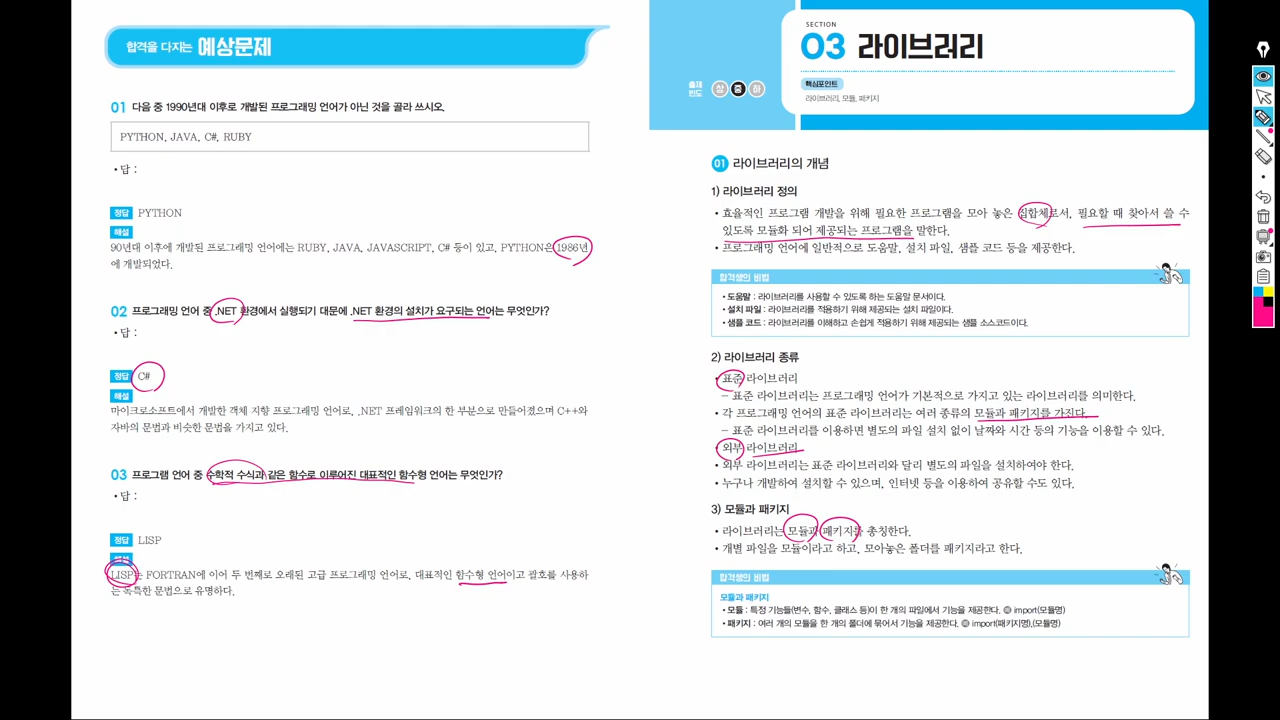 합격을 다지는 예상문제
01 다음 중 1990년대 이후로 개발된 프로그래밍 언어가 아닌 것을 골라 쓰시오.
PYTHON, JAVA, C#, RUBY
• 답 :
정답 PYTHON
해설
90년대 이후에 개발된 프로그래밍 언어에는 RUBY, JAVA, JAVASCRIPT, C# 등이 있고, PYTHON은 1986년
에 개발되었다.
02 프로그래밍 언어 중 .NET 환경에서 실행되기 대문에 .NET 환경의 설치가 요구되는 언어는 무엇인가?
• 답 :
정답 C#
해설
마이크로소프트에서 개발한 객체 지향 프로그래밍 언어로, .NET 프레임워크의 한 부분으로 만들어졌으며 C++와
자바의 문법과 비슷한 문법을 가지고 있다.
03 프로그램 언어 중 수학적 수식과 같은 함수로 이루어진 대표적인 함수형 언어는 무엇인가?
• 답 :
정답 LISP
해설
LISP는 FORTRAN에 이어 두 번째로 오래된 고급 프로그래밍 언어로, 대표적인 함수형 언어이고 괄호를 사용하
는 독특한 문법으로 유명하다.
SECTION
03 라이브러리
출제
빈도 상 중 하
핵심포인트
라이브러리, 모듈, 패키지
01 라이브러리의 개념
1) 라이브러리 정의
• 효율적인 프로그램 개발을 위해 필요한 프로그램을 모아 놓은 집합체로서, 필요할 때 찾아서 쓸 수
있도록 모듈화 되어 제공되는 프로그램을 말한다.
• 프로그래밍 언어에 일반적으로 도움말, 설치 파일, 샘플 코드 등을 제공한다.
합격생의 비법
• 도움말 : 라이브러리를 사용할 수 있도록 하는 도움말 문서이다.
• 설치 파일 : 라이브러리를 적용하기 위해 제공되는 설치 파일이다.
• 샘플 코드 : 라이브러리를 이해하고 손쉽게 적용하기 위해 제공되는 샘플 소스코드이다.
2) 라이브러리 종류
• 표준 라이브러리
– 표준 라이브러리는 프로그래밍 언어가 기본적으로 가지고 있는 라이브러리를 의미한다.
• 각 프로그래밍 언어의 표준 라이브러리는 여러 종류의 모듈과 패키지를 가진다.
– 표준 라이브러리를 이용하면 별도의 파일 설치 없이 날짜와 시간 등의 기능을 이용할 수 있다.
• 외부 라이브러리
• 외부 라이브러리는 표준 라이브러리와 달리 별도의 파일을 설치하여야 한다.
• 누구나 개발하여 설치할 수 있으며, 인터넷 등을 이용하여 공유할 수도 있다.
3) 모듈과 패키지
• 라이브러리는 모듈과 패키지를 총칭한다.
• 개별 파일을 모듈이라고 하고, 모아놓은 폴더를 패키지라고 한다.
합격생의 비법
모듈과 패키지
• 모듈 : 특정 기능들(변수, 함수, 클래스 등)이 한 개의 파일에서 기능을 제공한다. 예 import(모듈명)
• 패키지 : 여러 개의 모듈을 한 개의 폴더에 묶어서 기능을 제공한다. 예 import(패키지명).(모듈명)